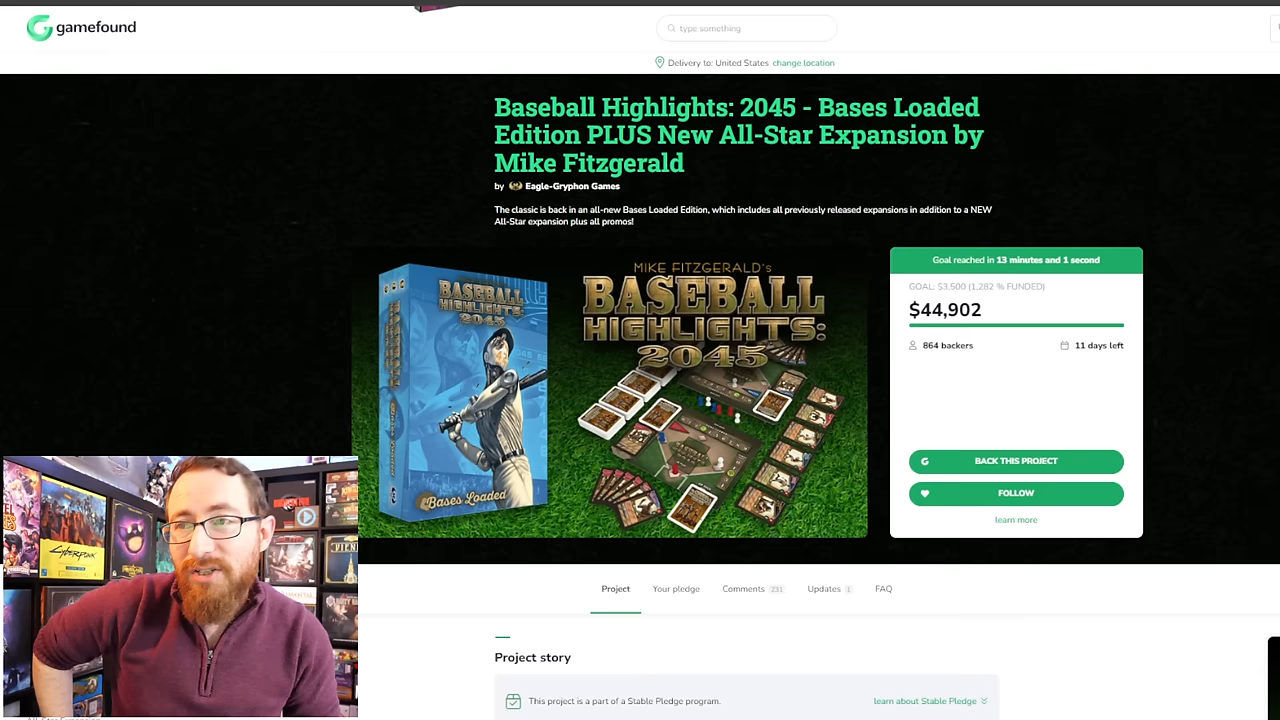 gamefound
type something
Delivery to: United States change location
Baseball Highlights: 2045 - Bases Loaded
Edition PLUS New All-Star Expansion by
Mike Fitzgerald
by Eagle-Gryphon Games
The classic is back in an all-new Bases Loaded Edition, which includes all previously released expansions in addition to a NEW
All-Star expansion plus all promos!
BASEBALL
HIGHLIGHTS:
2045
Bases Loaded
MIKE FITZGERALD'S
BASEBALL
HIGHLIGHTS:
2045
Goal reached in 13 minutes and 1 second
GOAL: $3,500 (1,282 % FUNDED)
$44,902
864 backers
11 days left
BACK THIS PROJECT
FOLLOW
learn more
CYBERPUNK
Project
Your pledge
Comments 231
Updates 1
FAQ
Project story
This project is a part of a Stable Pledge program.
learn about Stable Pledge
All-Star Expansion